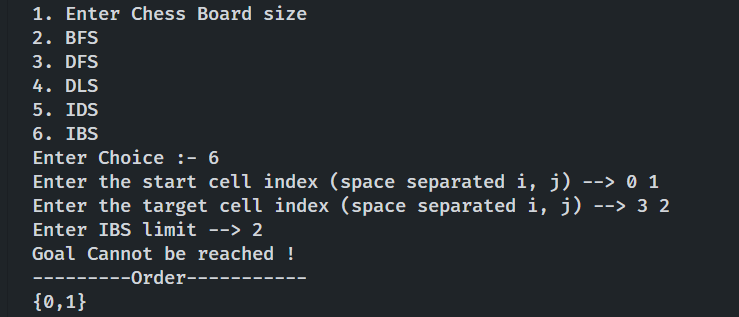 1. Enter Chess Board size
2. BFS
3. DFS
4. DLS
5. IDS
6. IBS
Enter Choice :- 6
Enter the start cell index (space separated i, j) --> 0 1
Enter the target cell index (space separated i, j) --> 3 2
Enter IBS limit --> 2
Goal Cannot be reached !
---------Order-----------
{0,1}